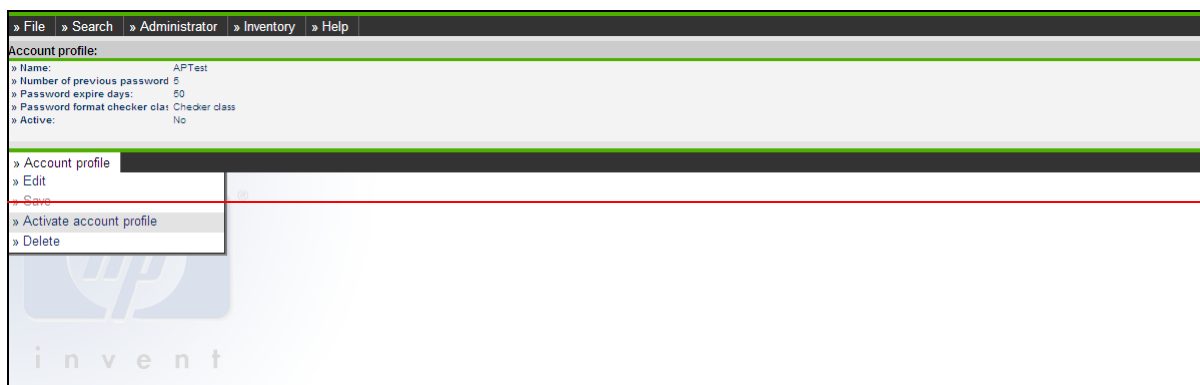 » File » Search » Administrator » Inventory » Help
Account profile:
» Name: APTest
» Number of previous password 5
» Password expire days: 50
» Password format checker clas Checker class
» Active: No
» Account profile
» Edit
» Save
» Activate account profile
» Delete
®
hp
invent